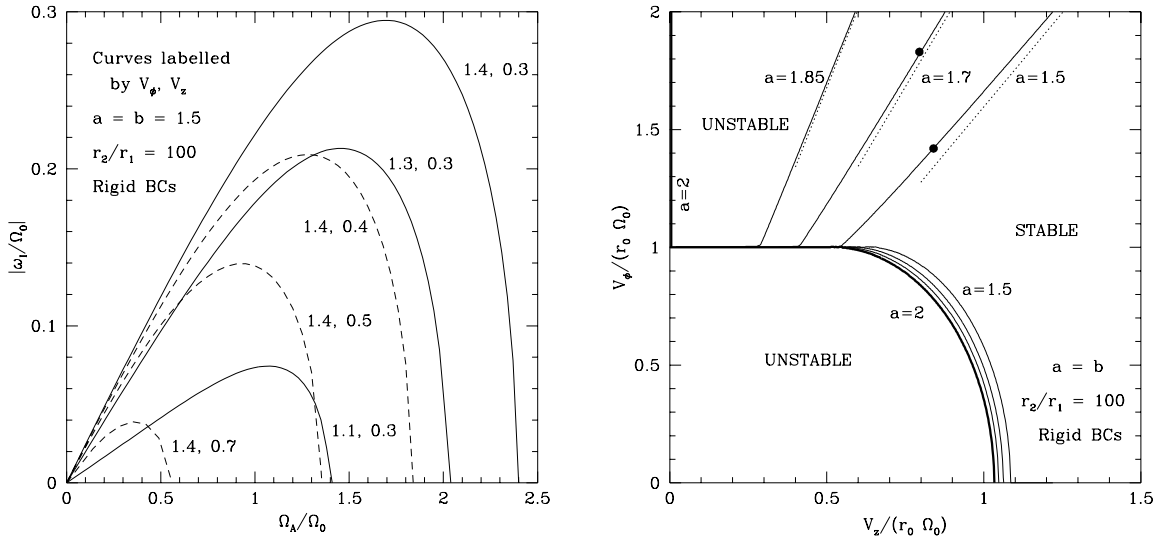 0.3
0.2
0.1
0
|ω_I/Ω_0|
Curves labelled
by V_φ, V_z
a = b = 1.5
r_2/r_1 = 100
Rigid BCs
1.4, 0.3
1.3, 0.3
1.4, 0.4
1.4, 0.5
1.1, 0.3
1.4, 0.7
0 0.5 1 1.5 2 2.5
Ω_A/Ω_0
2
1.5
1
0.5
0
V_φ/(r_0 Ω_0)
a=1.85
a=1.7
a=1.5
UNSTABLE
a=2
STABLE
a=1.5
a=2
UNSTABLE
a = b
r_2/r_1 = 100
Rigid BCs
0 0.5 1 1.5
V_z/(r_0 Ω_0)